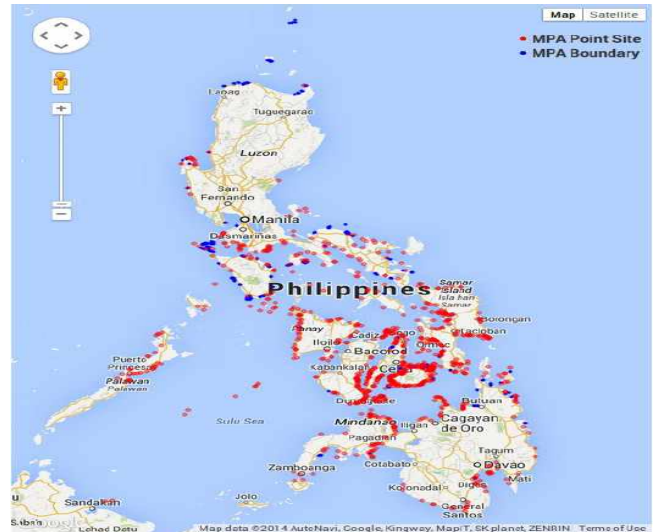 Map Satellite
MPA Point Site
MPA Boundary
Laoag
Tuguegarao
Luzon
San
Fernando
Manila
Dasmarinas
Philippines
Samar
Island
Isla han
Samar
Borongan
Tacloban
Panay
Cadiz
Iloilo
Bacolod
Ormoc
Kabankalan
Puerto
Princesa
Palawan
Palawan
Butuan
Sulu Sea
Mindanao
Iligan
Cagayan
de Oro
Pagadian
Tagum
Cotabato
Davao
Zamboanga
Mati
Koronadal
Digos
Jolo
General
Santos
Sandakan
Sabah
Lahad Datu
Map data ©2014 AutoNavi, Google, Kingway, MapIT, SK planet, ZENRIN Terms of Use